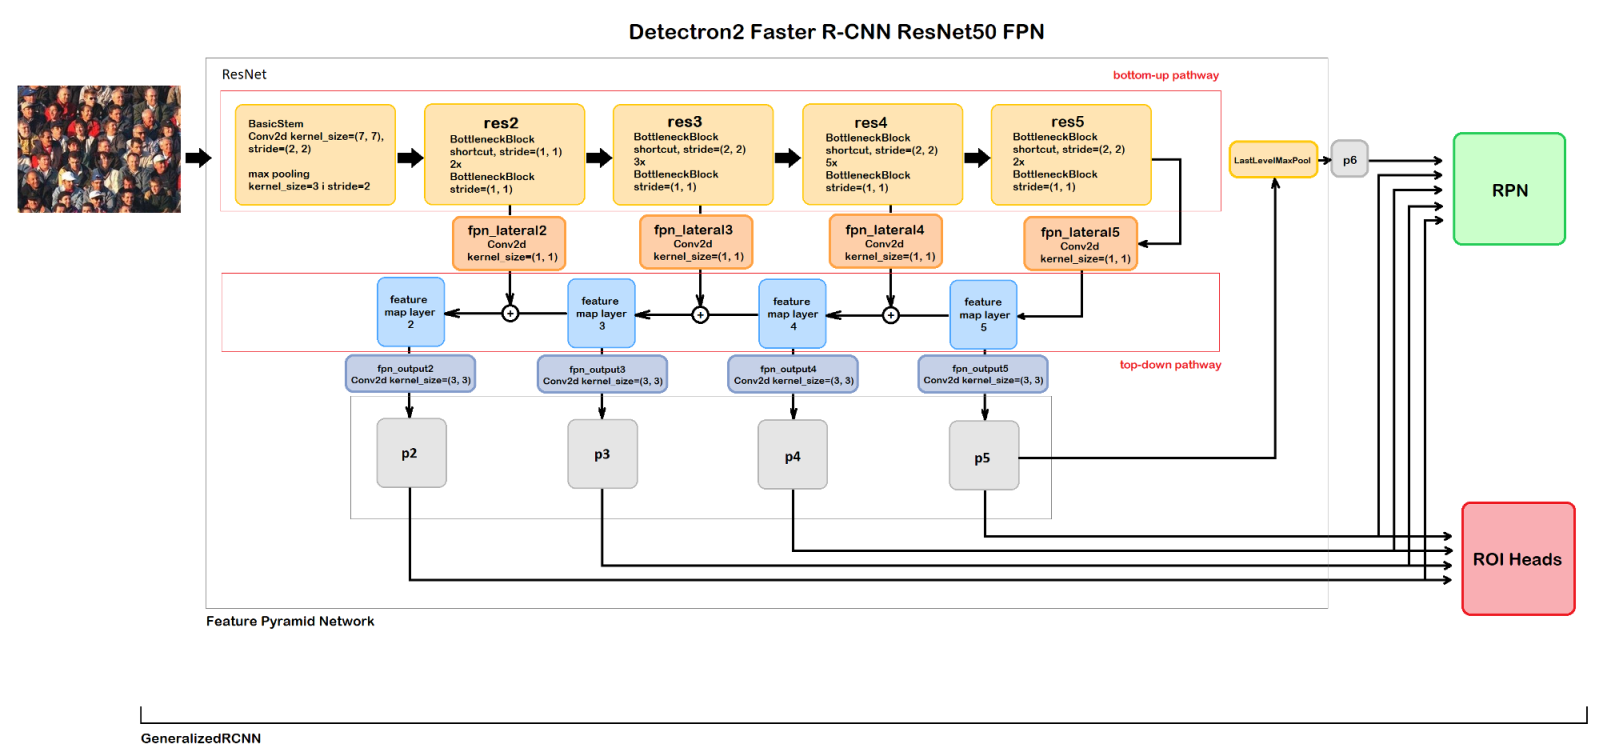 Detectron2 Faster R-CNN ResNet50 FPN
ResNet
bottom-up pathway
BasicStem
Conv2d kernel_size=(7, 7),
stride=(2, 2)
max pooling
kernel_size=3 i stride=2
res2
BottleneckBlock
shortcut, stride=(1, 1)
2x
BottleneckBlock
stride=(1, 1)
res3
BottleneckBlock
shortcut, stride=(2, 2)
3x
BottleneckBlock
stride=(1, 1)
res4
BottleneckBlock
shortcut, stride=(2, 2)
5x
BottleneckBlock
stride=(1, 1)
res5
BottleneckBlock
shortcut, stride=(2, 2)
2x
BottleneckBlock
stride=(1, 1)
LastLevelMaxPool
p6
RPN
fpn_lateral2
Conv2d
kernel_size=(1, 1)
fpn_lateral3
Conv2d
kernel_size=(1, 1)
fpn_lateral4
Conv2d
kernel_size=(1, 1)
fpn_lateral5
Conv2d
kernel_size=(1, 1)
feature
map layer
2
feature
map layer
3
feature
map layer
4
feature
map layer
5
top-down pathway
fpn_output2
Conv2d kernel_size=(3, 3)
fpn_output3
Conv2d kernel_size=(3, 3)
fpn_output4
Conv2d kernel_size=(3, 3)
fpn_output5
Conv2d kernel_size=(3, 3)
p2
p3
p4
p5
ROI Heads
Feature Pyramid Network
GeneralizedRCNN